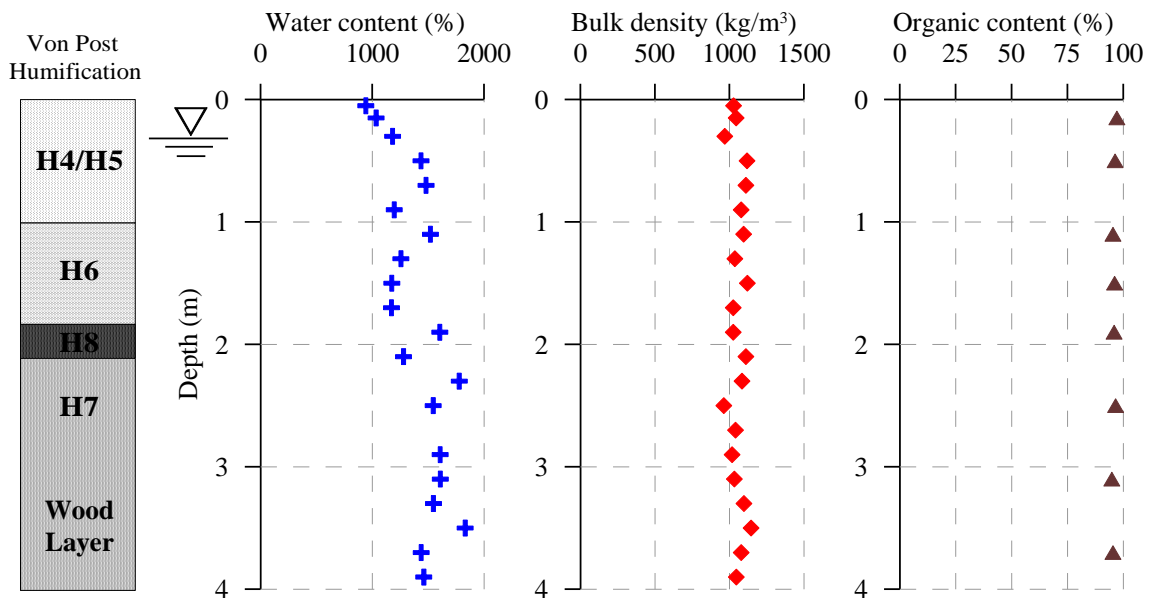 Water content (%)
Bulk density (kg/m³)
Organic content (%)
0 1000 2000
0 500 1000 1500
0 25 50 75 100
Von Post
Humification
H4/H5
H6
H8
H7
Wood
Layer
Depth (m)
0
1
2
3
4
0
1
2
3
4
0
1
2
3
4